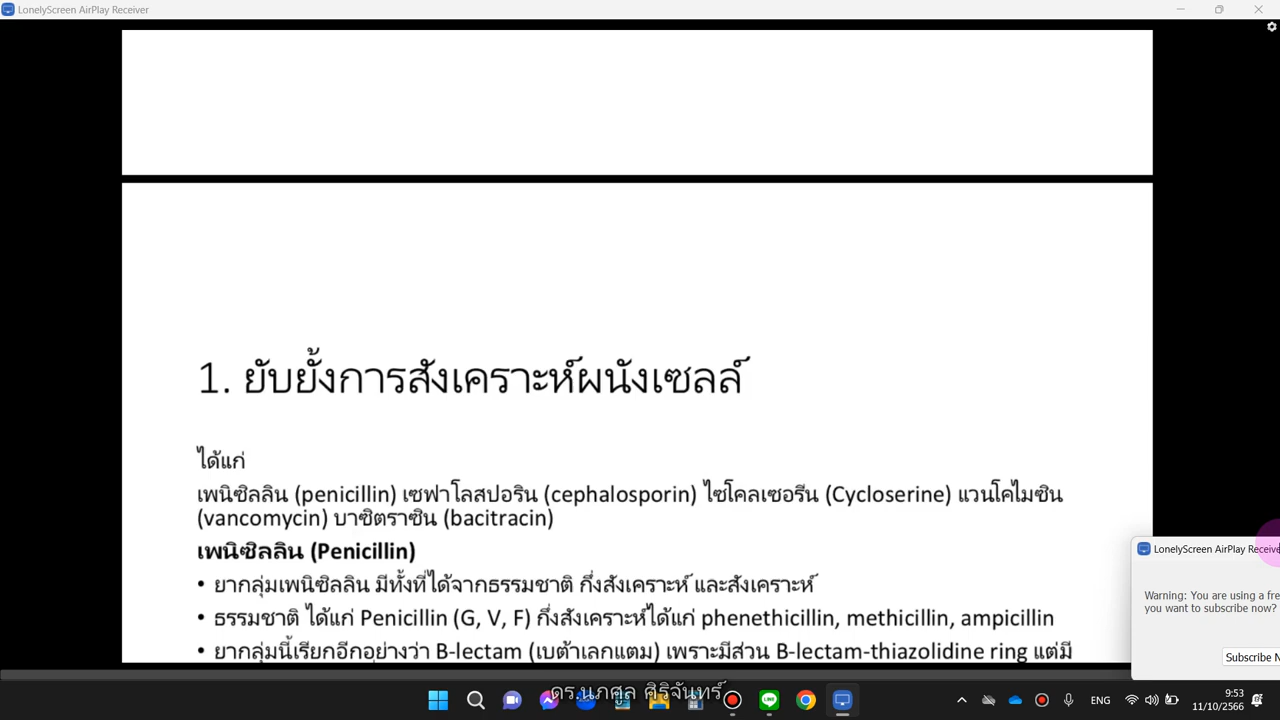 LonelyScreen AirPlay Receiver
1. ยับยั้งการสังเคราะห์ผนังเซลล์
ได้แก่
เพนิซิลลิน (penicillin) เซฟาโลสปอริน (cephalosporin) ไซโคลเซอรีน (Cycloserine) แวนโคไมซิน
(vancomycin) บาซิตราซิน (bacitracin)
เพนิซิลลิน (Penicillin)
• ยากลุ่มเพนิซิลลิน มีทั้งที่ได้จากธรรมชาติ กึ่งสังเคราะห์ และสังเคราะห์
• ธรรมชาติ ได้แก่ Penicillin (G, V, F) กึ่งสังเคราะห์ได้แก่ phenethicillin, methicillin, ampicillin
• ยากลุ่มนี้เรียกอีกอย่างว่า B-lectam (เบต้าเลกแตม) เพราะมีส่วน B-lectam-thiazolidine ring แต่มี
LonelyScreen AirPlay Receive
Warning: You are using a fre
you want to subscribe now?
Subscribe N
ดร.นภศูล ศิริจันทร์
ENG
9:53
11/10/2566